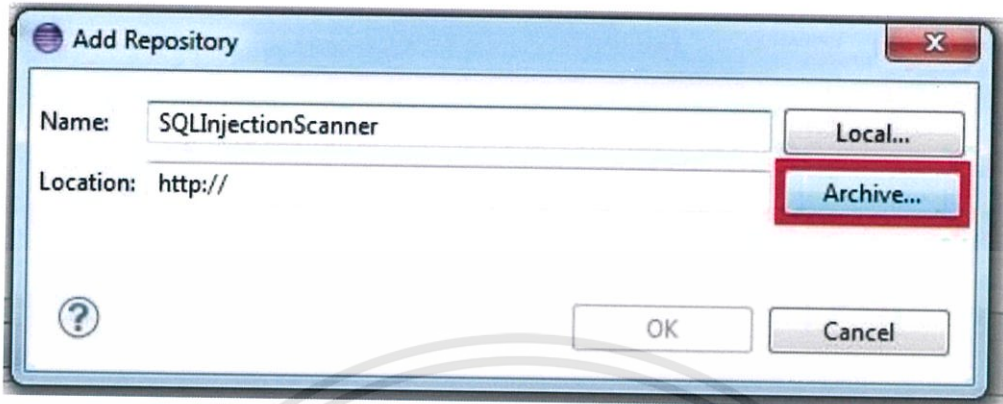 Add Repository
Name: SQLInjectionScanner Local...
Location: http:// Archive...
? OK Cancel